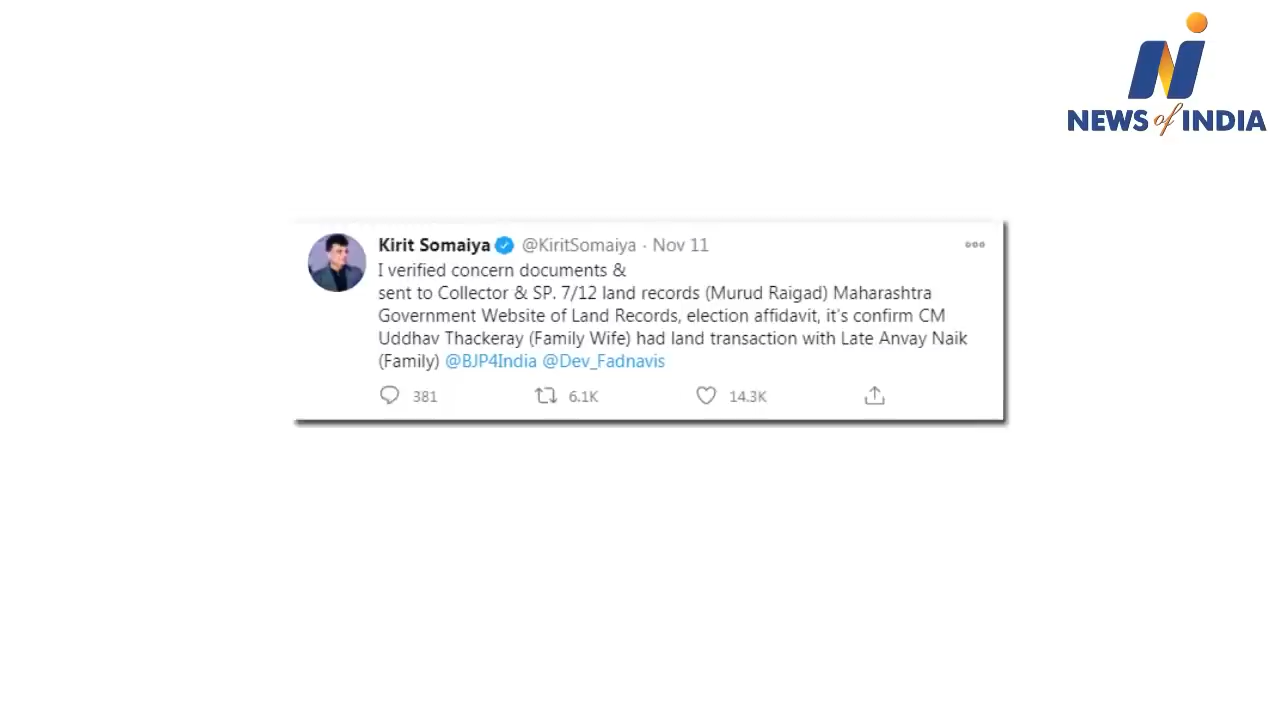 NEWS of INDIA
Kirit Somaiya @KiritSomaiya · Nov 11
I verified concern documents &
sent to Collector & SP. 7/12 land records (Murud Raigad) Maharashtra
Government Website of Land Records, election affidavit, it's confirm CM
Uddhav Thackeray (Family Wife) had land transaction with Late Anvay Naik
(Family) @BJP4India @Dev_Fadnavis
381 6.1K 14.3K